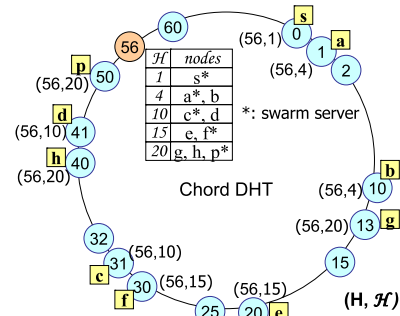 s
60
0
(56,1)
a
56
1
(56,4)
2
p
50
(56,20)
ℋ nodes
1 s*
4 a*, b
10 c*, d
15 e, f*
20 g, h, p*
*: swarm server
d
(56,10)
41
h
40
(56,20)
Chord DHT
b
(56,4)
10
g
(56,20)
13
32
(56,10)
31
c
15
(56,15)
30
f
(56,15)
25
20
e
(H, ℋ)